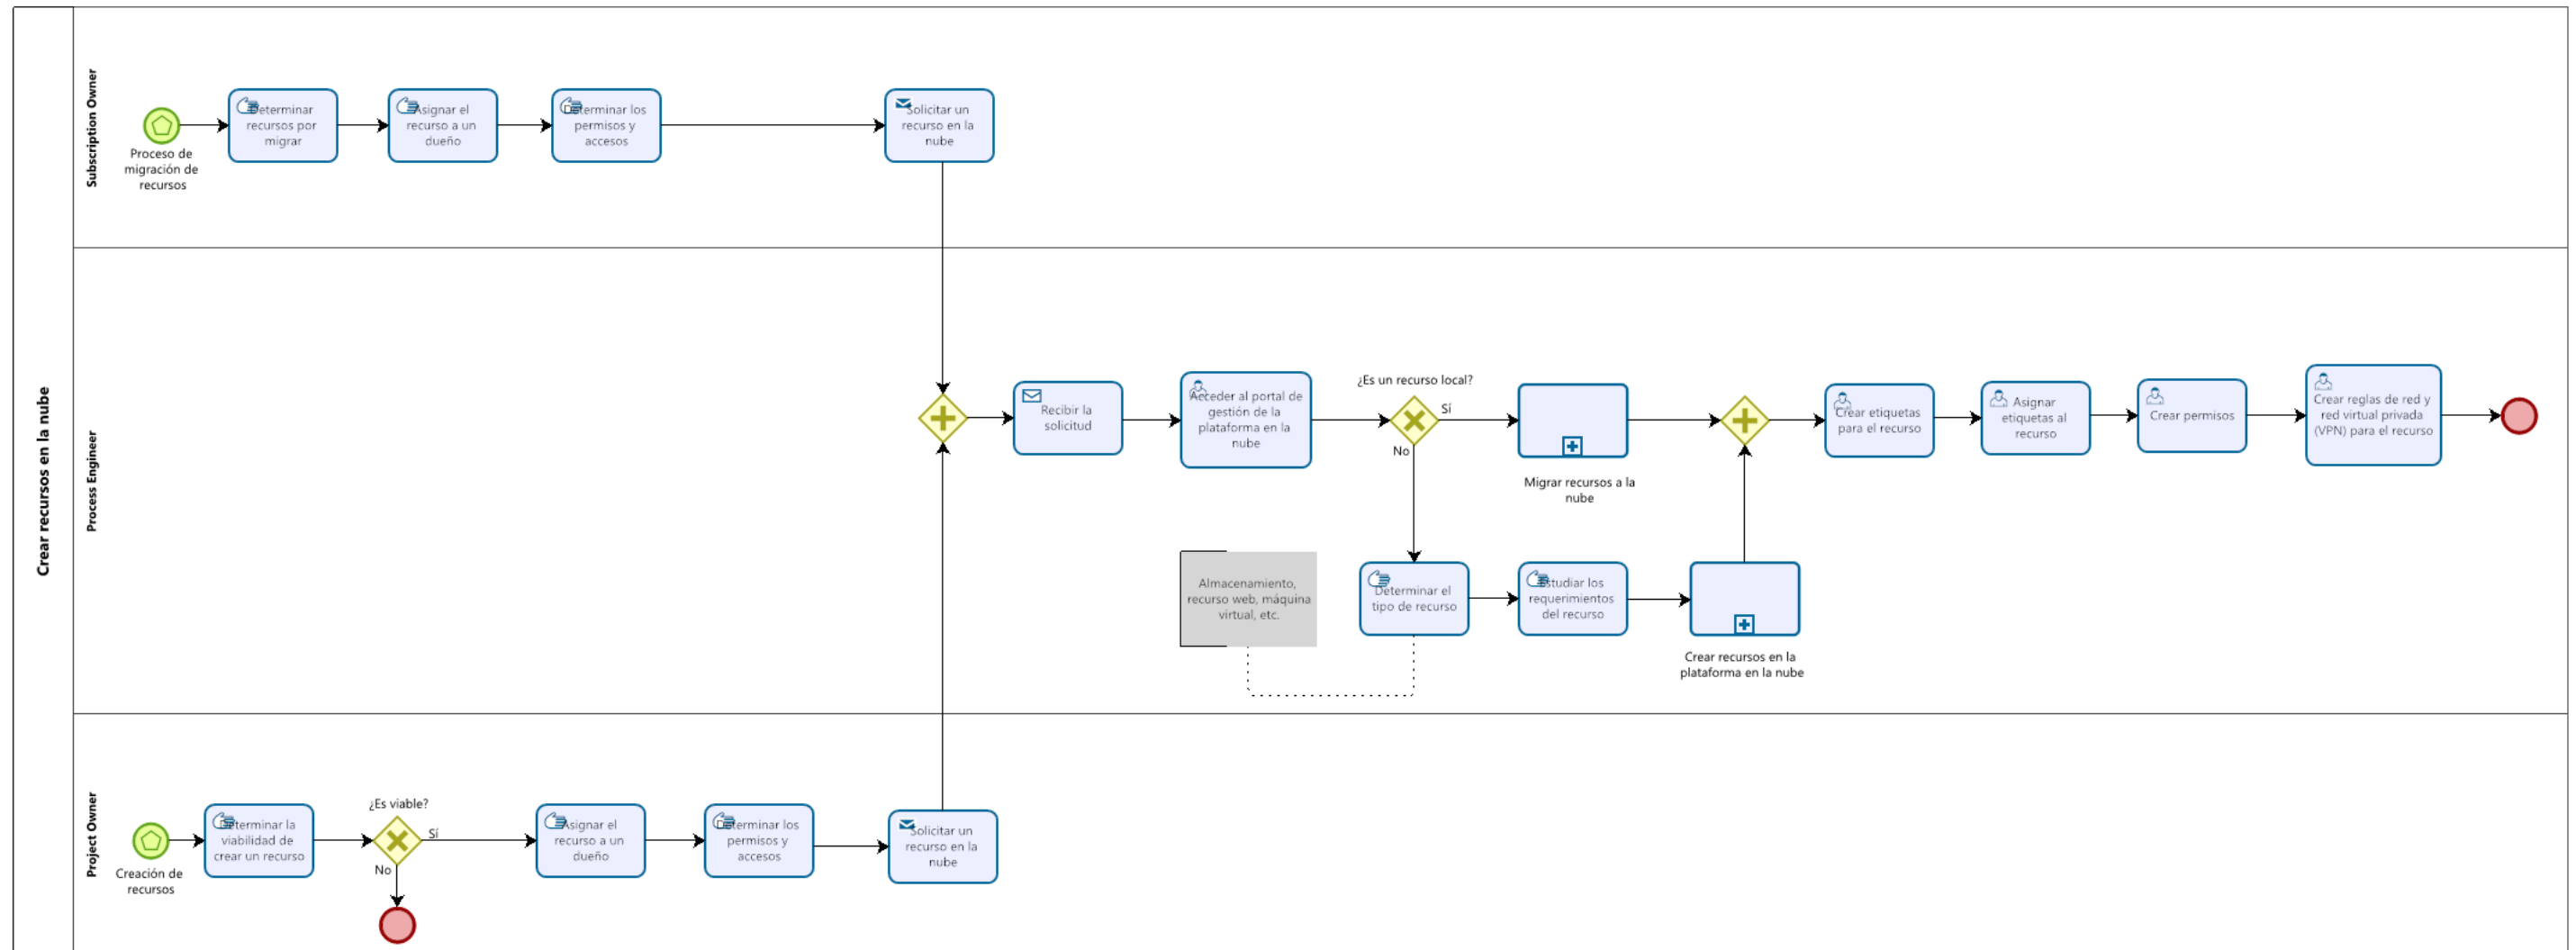 Crear recursos en la nube
Subscription Owner
Proceso de
migración de
recursos
Determinar
recursos por
migrar
Asignar el
recurso a un
dueño
Determinar los
permisos y
accesos
Solicitar un
recurso en la
nube
Process Engineer
Recibir la
solicitud
Acceder al portal de
gestión de la
plataforma en la
nube
¿Es un recurso local?
Sí
No
Migrar recursos a la
nube
Almacenamiento,
recurso web, máquina
virtual, etc.
Determinar el
tipo de recurso
Estudiar los
requerimientos
del recurso
Crear recursos en la
plataforma en la nube
Crear etiquetas
para el recurso
Asignar
etiquetas al
recurso
Crear permisos
Crear reglas de red y
red virtual privada
(VPN) para el recurso
Project Owner
Creación de
recursos
Determinar la
viabilidad de
crear un recurso
¿Es viable?
Sí
No
Asignar el
recurso a un
dueño
Determinar los
permisos y
accesos
Solicitar un
recurso en la
nube